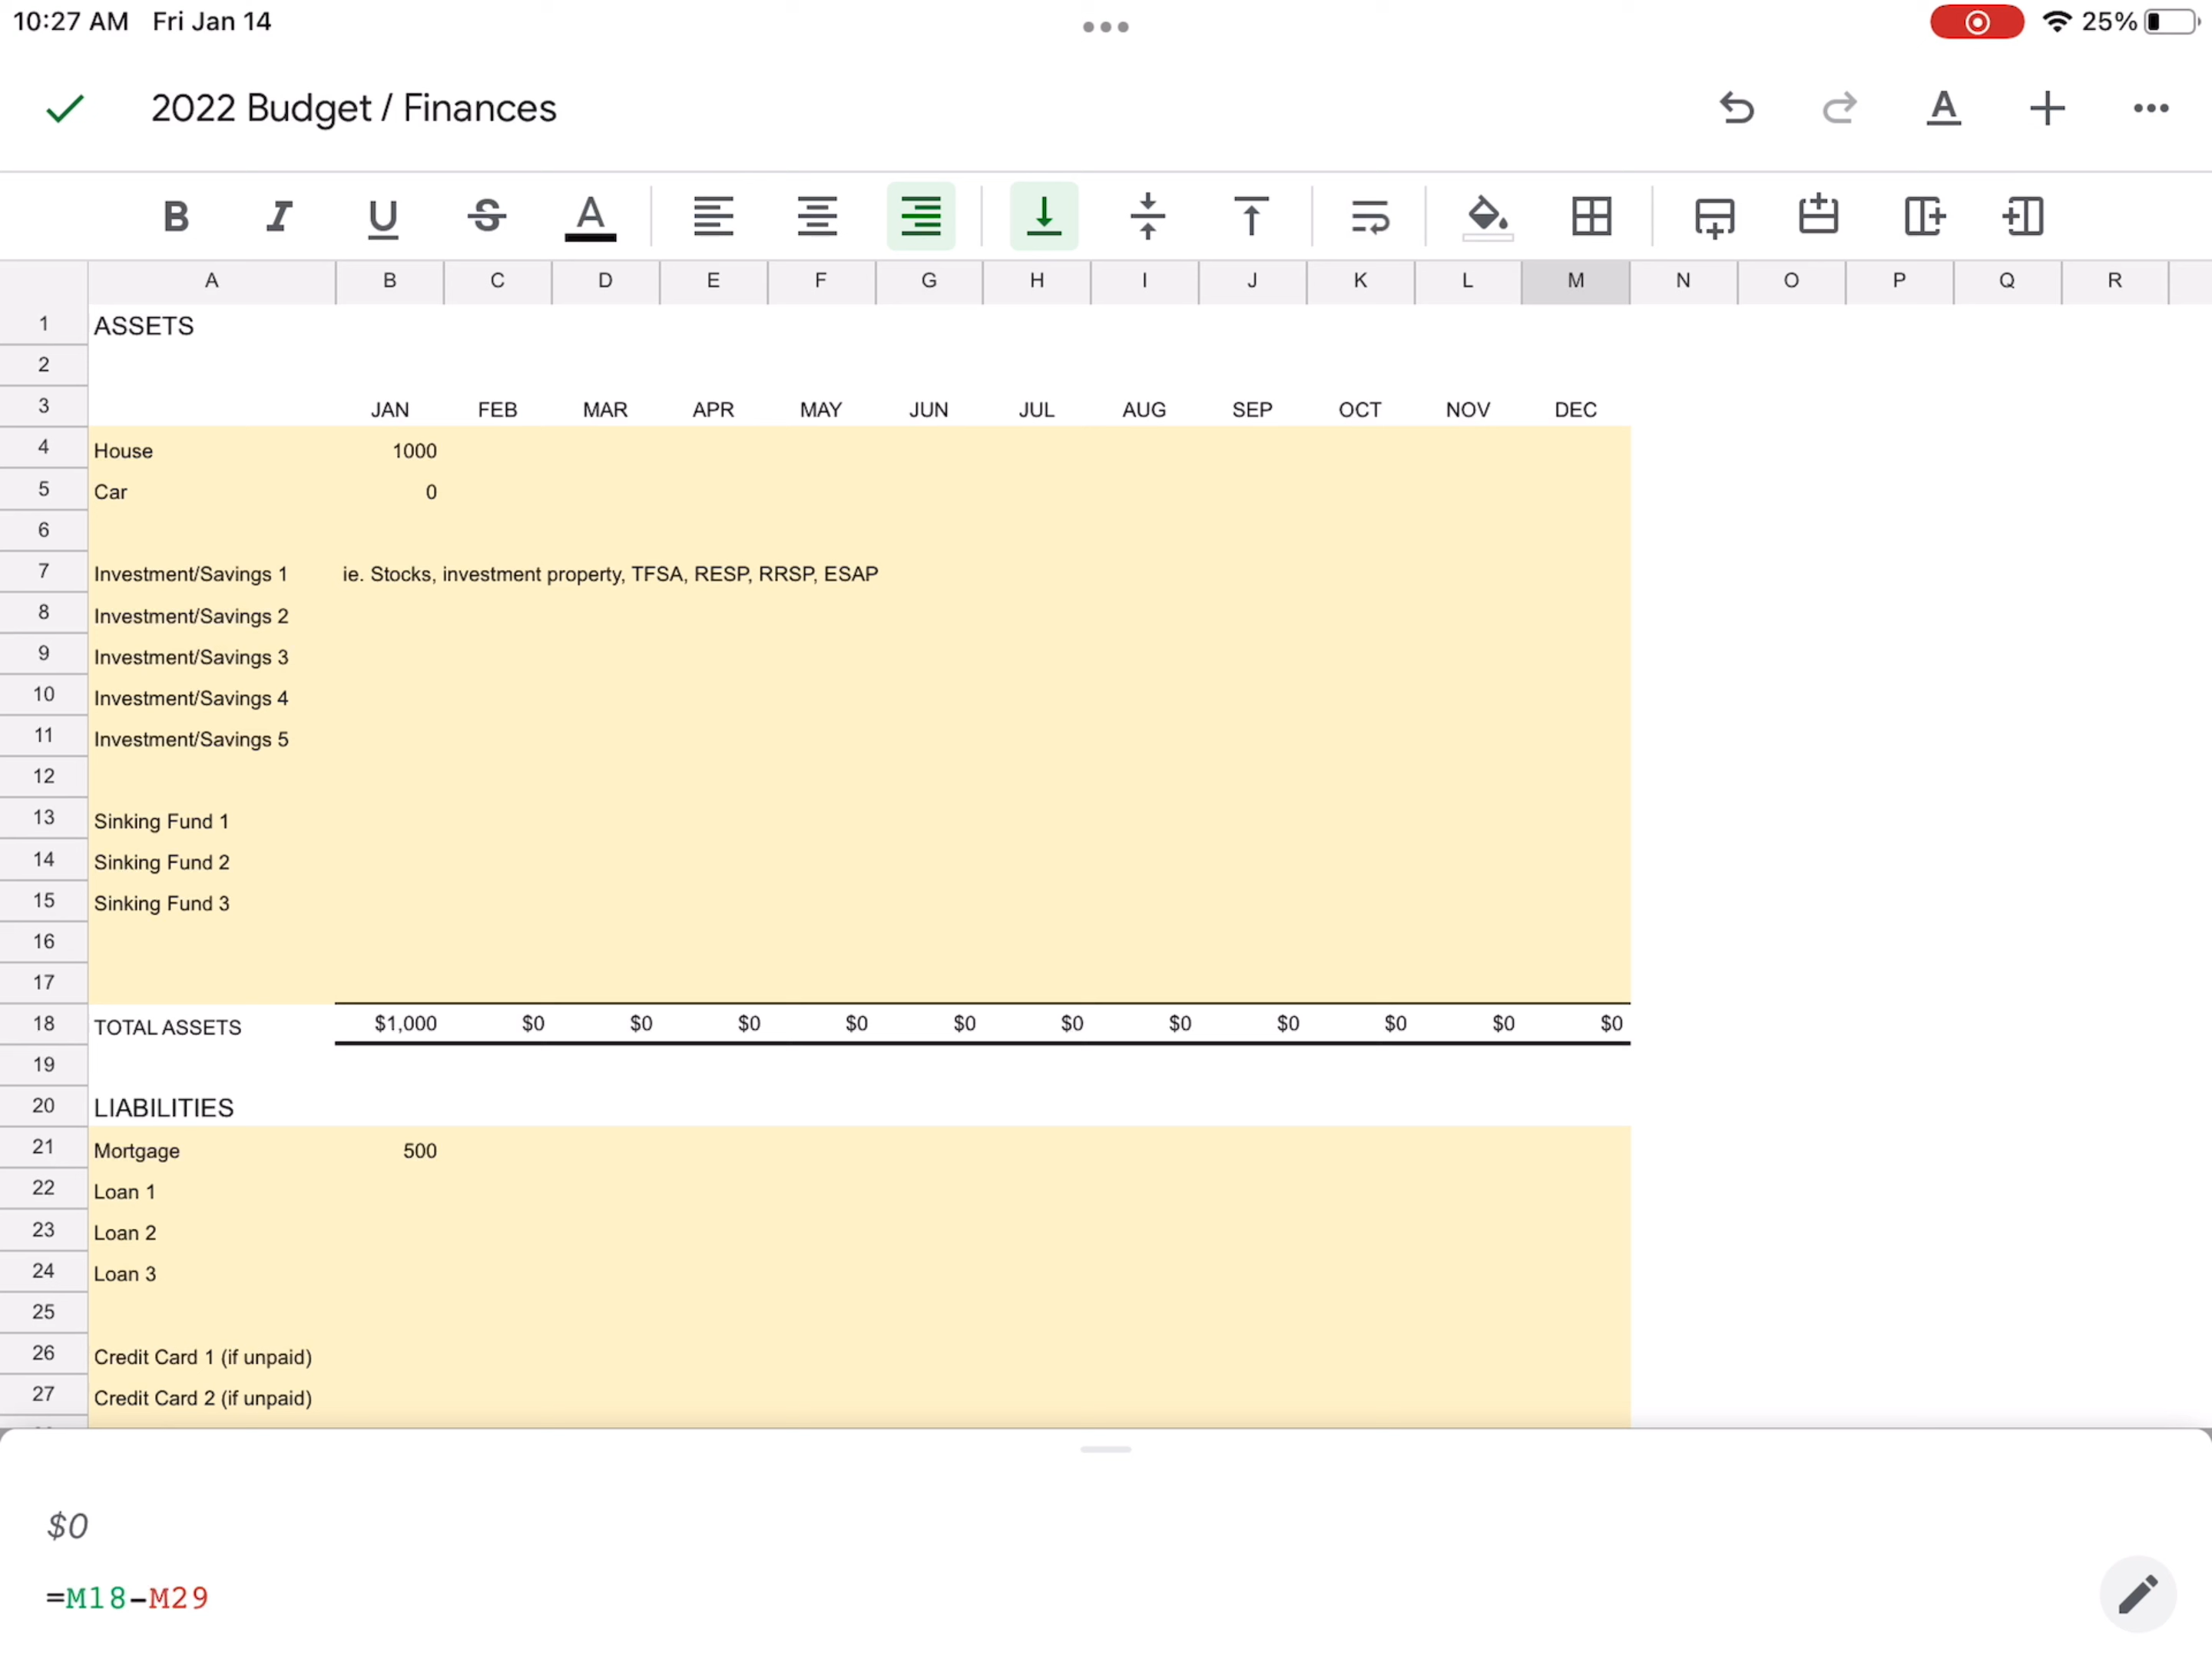 10:27 AM Fri Jan 14
25%
2022 Budget / Finances
B I U S A
A B C D E F G H I J K L M N O P Q R
1 ASSETS
2
3 JAN FEB MAR APR MAY JUN JUL AUG SEP OCT NOV DEC
4 House 1000
5 Car 0
6
7 Investment/Savings 1 ie. Stocks, investment property, TFSA, RESP, RRSP, ESAP
8 Investment/Savings 2
9 Investment/Savings 3
10 Investment/Savings 4
11 Investment/Savings 5
12
13 Sinking Fund 1
14 Sinking Fund 2
15 Sinking Fund 3
16
17
18 TOTAL ASSETS $1,000 $0 $0 $0 $0 $0 $0 $0 $0 $0 $0 $0
19
20 LIABILITIES
21 Mortgage 500
22 Loan 1
23 Loan 2
24 Loan 3
25
26 Credit Card 1 (if unpaid)
27 Credit Card 2 (if unpaid)
$0
=M18-M29